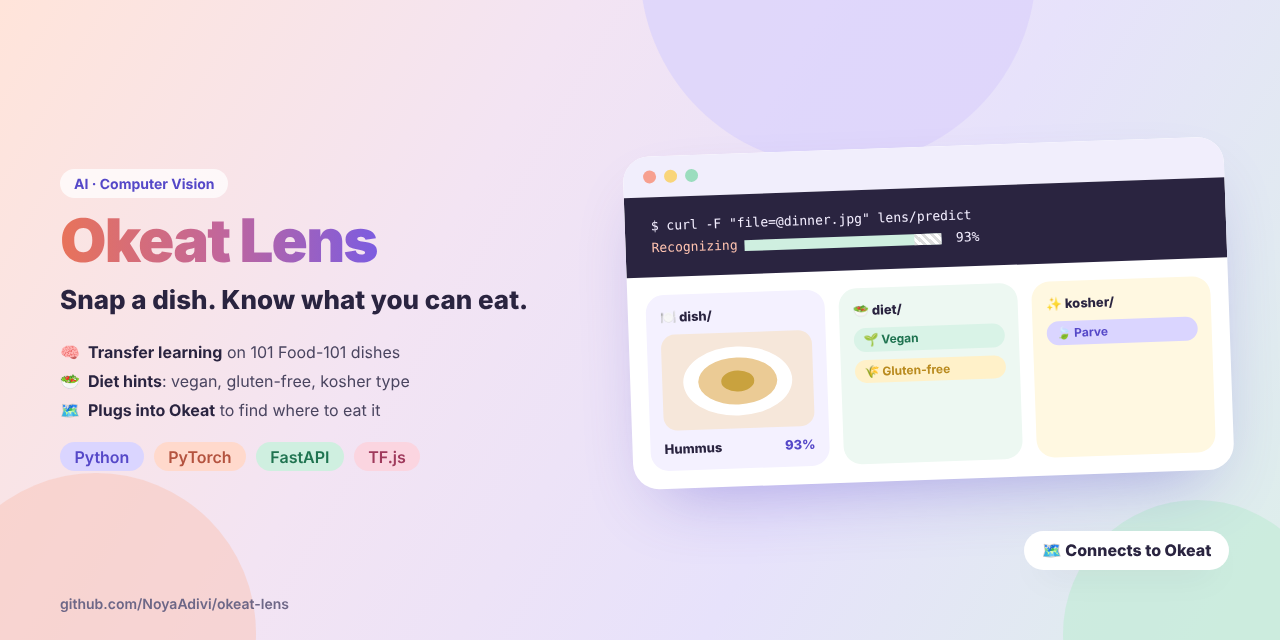 AI · Computer Vision
Okeat Lens
Snap a dish. Know what you can eat.
🧠 Transfer learning on 101 Food-101 dishes
🥗 Diet hints: vegan, gluten-free, kosher type
🗺️ Plugs into Okeat to find where to eat it
Python PyTorch FastAPI TF.js
github.com/NoyaAdivi/okeat-lens
$ curl -F "file=@dinner.jpg" lens/predict
Recognizing 93%
🍽️ dish/
Hummus 93%
🥗 diet/
🌱 Vegan
🌾 Gluten-free
✨ kosher/
🍃 Parve
🗺️ Connects to Okeat